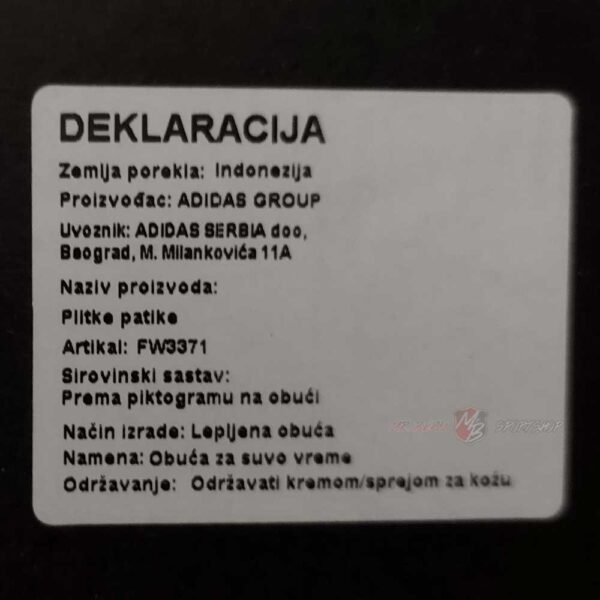 DEKLARACIJA
Zemlja porekla: Indonezija
Proizvođac: ADIDAS GROUP
Uvoznik: ADIDAS SERBIA doo,
Beograd, M. Milankovića 11A
Naziv proizvoda:
Plitke patike
Artikal: FW3371
Sirovinski sastav:
Prema piktogramu na obući
MB SPORTSHOP
Način izrade: Lepljena obuća
Namena: Obuća za suvo vreme
Održavanje: Održavati kremom/sprejom za kožu